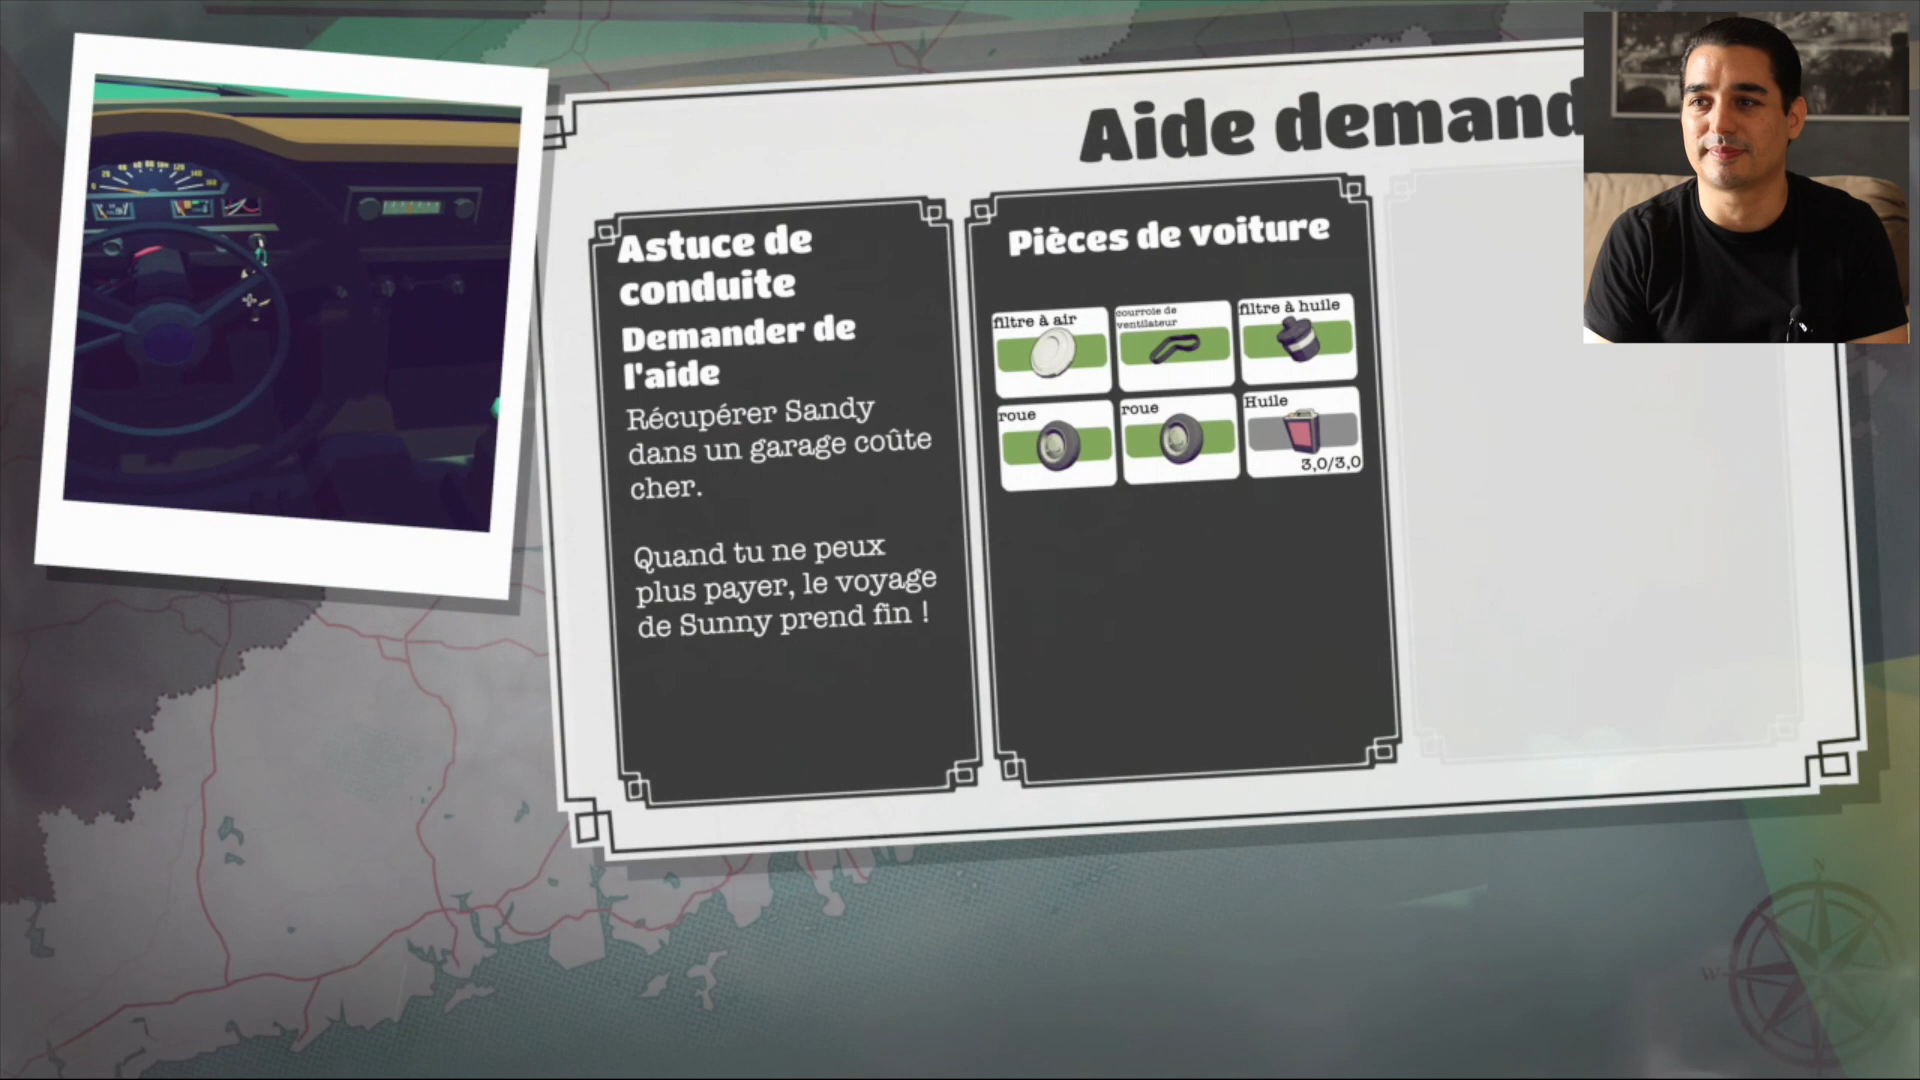 Aide demand
Astuce de
conduite
Demander de
l'aide
Récupérer Sandy
dans un garage coûte
cher.
Quand tu ne peux
plus payer, le voyage
de Sunny prend fin !
Pièces de voiture
filtre à air
courroie de
ventilateur
filtre à huile
roue
roue
Huile
3,0/3,0
N
W